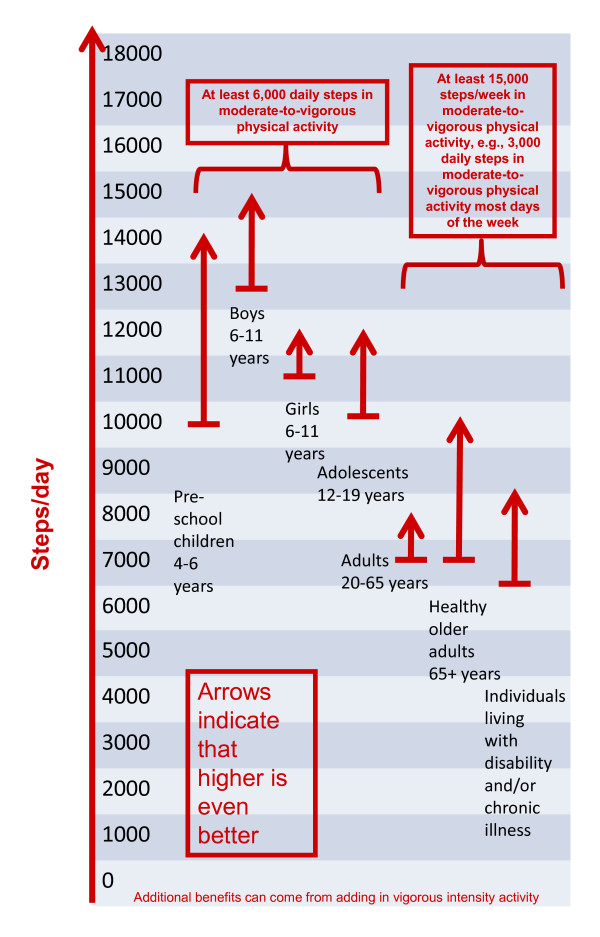 18000
17000
16000
15000
14000
13000
12000
11000
10000
9000
8000
7000
6000
5000
4000
3000
2000
1000
0
Steps/day
At least 6,000 daily steps in
moderate-to-vigorous
physical activity
At least 15,000
steps/week in
moderate-to-
vigorous physical
activity, e.g., 3,000
daily steps in
moderate-to-
vigorous physical
activity most days
of the week
Pre-
school
children
4-6
years
Boys
6-11
years
Girls
6-11
years
Adolescents
12-19 years
Adults
20-65 years
Healthy
older
adults
65+ years
Individuals
living
with
disability
and/or
chronic
illness
Arrows
indicate
that
higher is
even
better
Additional benefits can come from adding in vigorous intensity activity